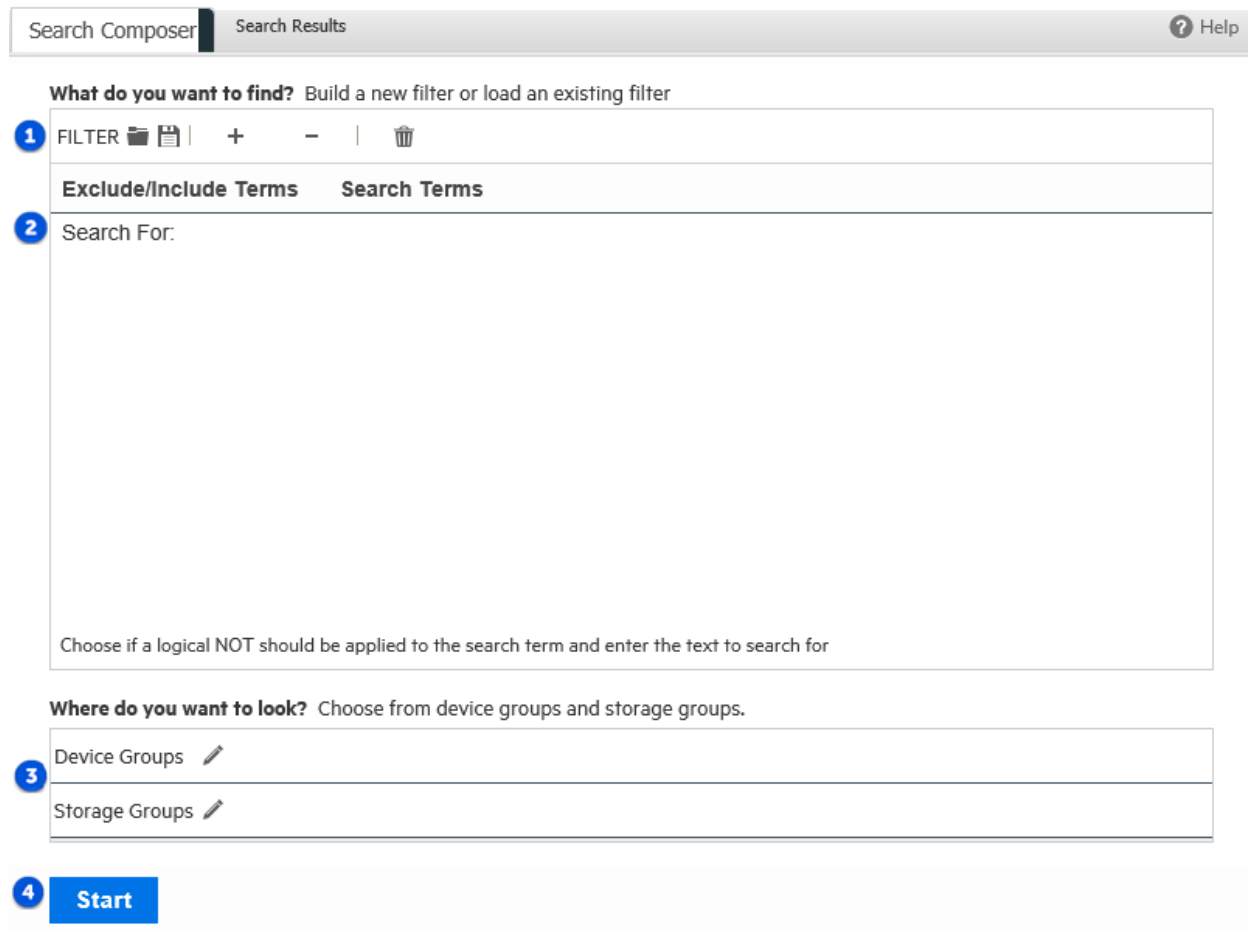 Search Composer Search Results ? Help
What do you want to find? Build a new filter or load an existing filter
1 FILTER + -
Exclude/Include Terms Search Terms
2 Search For:
Choose if a logical NOT should be applied to the search term and enter the text to search for
Where do you want to look? Choose from device groups and storage groups.
Device Groups
3
Storage Groups
4 Start